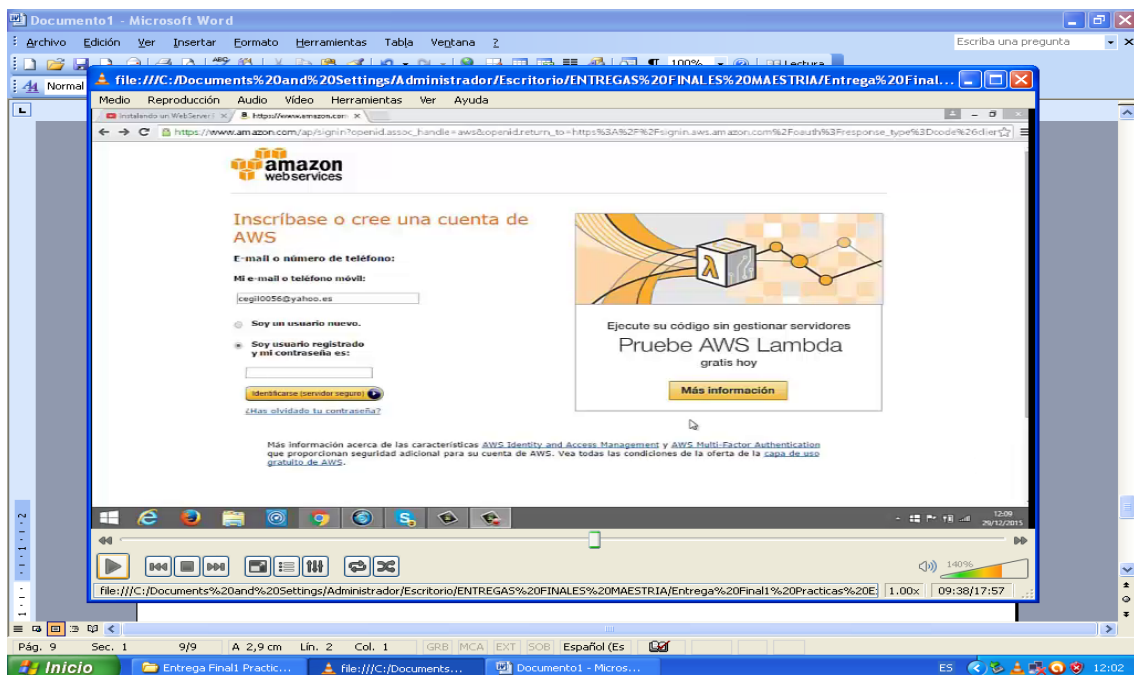 Documento1 - Microsoft Word
Archivo Edición Ver Insertar Formato Herramientas Tabla Ventana ?
Escriba una pregunta
100%
Lectura
Normal
file:///C:/Documents%20and%20Settings/Administrador/Escritorio/ENTREGAS%20FINALES%20MAESTRIA/Entrega%20Final...
Medio Reproducción Audio Vídeo Herramientas Ver Ayuda
Instalendo un WebServer
https://www.amazon.com
https://www.amazon.com/ap/signin?openid.assoc_handle=aws&openid.return_to=https%3A%2F%2Fsignin.aws.amazon.com%2Foauth%3Fresponse_type%3Dcode%26clier
amazon
webservices
Inscríbase o cree una cuenta de
AWS
E-mail o número de teléfono:
Mi e-mail o teléfono móvil:
cegil0056@yahoo.es
Soy un usuario nuevo.
Soy usuario registrado
y mi contraseña es:
Identificarse (servidor seguro)
¿Has olvidado tu contraseña?
Ejecute su código sin gestionar servidores
Pruebe AWS Lambda
gratis hoy
Más información
Más información acerca de las características AWS Identity and Access Management y AWS Multi-Factor Authentication
que proporcionan seguridad adicional para su cuenta de AWS. Vea todas las condiciones de la oferta de la capa de uso
gratuito de AWS.
12:09
29/12/2015
140%
file:///C:/Documents%20and%20Settings/Administrador/Escritorio/ENTREGAS%20FINALES%20MAESTRIA/Entrega%20Final1%20Practicas%20E:
1.00x
09:38/17:57
Pág. 9 Sec. 1 9/9 A 2,9 cm Lín. 2 Col. 1 GRB MCA EXT SOB Español (Es
Inicio
Entrega Final1 Practic...
file:///C:/Documents...
Documento1 - Micros...
ES
12:02